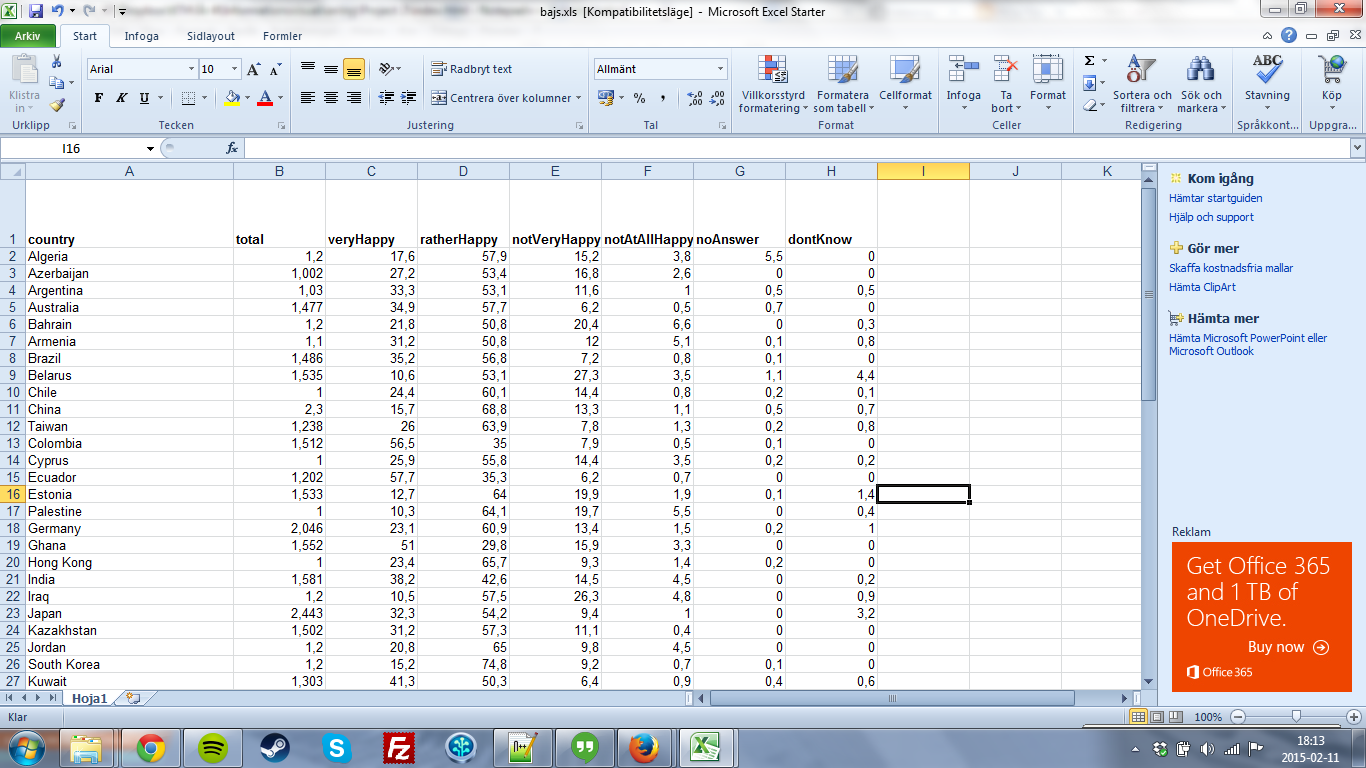 bajs.xls [Kompatibilitetsläge] - Microsoft Excel Starter
Arkiv Start Infoga Sidlayout Formler
Klistra in
Urklipp
Arial 10
F K U
Tecken
Radbryt text
Centrera över kolumner
Justering
Allmänt
%
Tal
Villkorsstyrd formatering
Formatera som tabell
Cellformat
Format
Infoga
Ta bort
Format
Celler
Sortera och filtrera
Sök och markera
Redigering
ABC
Stavning
Språkkont...
Köp
Uppgra...
I16 fx
A B C D E F G H I J K
1 country total veryHappy ratherHappy notVeryHappy notAtAllHappy noAnswer dontKnow
2 Algeria 1,2 17,6 57,9 15,2 3,8 5,5 0
3 Azerbaijan 1,002 27,2 53,4 16,8 2,6 0 0
4 Argentina 1,03 33,3 53,1 11,6 1 0,5 0,5
5 Australia 1,477 34,9 57,7 6,2 0,5 0,7 0
6 Bahrain 1,2 21,8 50,8 20,4 6,6 0 0,3
7 Armenia 1,1 31,2 50,8 12 5,1 0,1 0,8
8 Brazil 1,486 35,2 56,8 7,2 0,8 0,1 0
9 Belarus 1,535 10,6 53,1 27,3 3,5 1,1 4,4
10 Chile 1 24,4 60,1 14,4 0,8 0,2 0,1
11 China 2,3 15,7 68,8 13,3 1,1 0,5 0,7
12 Taiwan 1,238 26 63,9 7,8 1,3 0,2 0,8
13 Colombia 1,512 56,5 35 7,9 0,5 0,1 0
14 Cyprus 1 25,9 55,8 14,4 3,5 0,2 0,2
15 Ecuador 1,202 57,7 35,3 6,2 0,7 0 0
16 Estonia 1,533 12,7 64 19,9 1,9 0,1 1,4
17 Palestine 1 10,3 64,1 19,7 5,5 0 0,4
18 Germany 2,046 23,1 60,9 13,4 1,5 0,2 1
19 Ghana 1,552 51 29,8 15,9 3,3 0 0
20 Hong Kong 1 23,4 65,7 9,3 1,4 0,2 0
21 India 1,581 38,2 42,6 14,5 4,5 0 0,2
22 Iraq 1,2 10,5 57,5 26,3 4,8 0 0,9
23 Japan 2,443 32,3 54,2 9,4 1 0 3,2
24 Kazakhstan 1,502 31,2 57,3 11,1 0,4 0 0
25 Jordan 1,2 20,8 65 9,8 4,5 0 0
26 South Korea 1,2 15,2 74,8 9,2 0,7 0,1 0
27 Kuwait 1,303 41,3 50,3 6,4 0,9 0,4 0,6
Kom igång
Hämtar startguiden
Hjälp och support
Gör mer
Skaffa kostnadsfria mallar
Hämta ClipArt
Hämta mer
Hämta Microsoft PowerPoint eller
Microsoft Outlook
Reklam
Get Office 365
and 1 TB of
OneDrive.
Buy now
Office 365
Hoja1
Klar
100%
18:13
2015-02-11